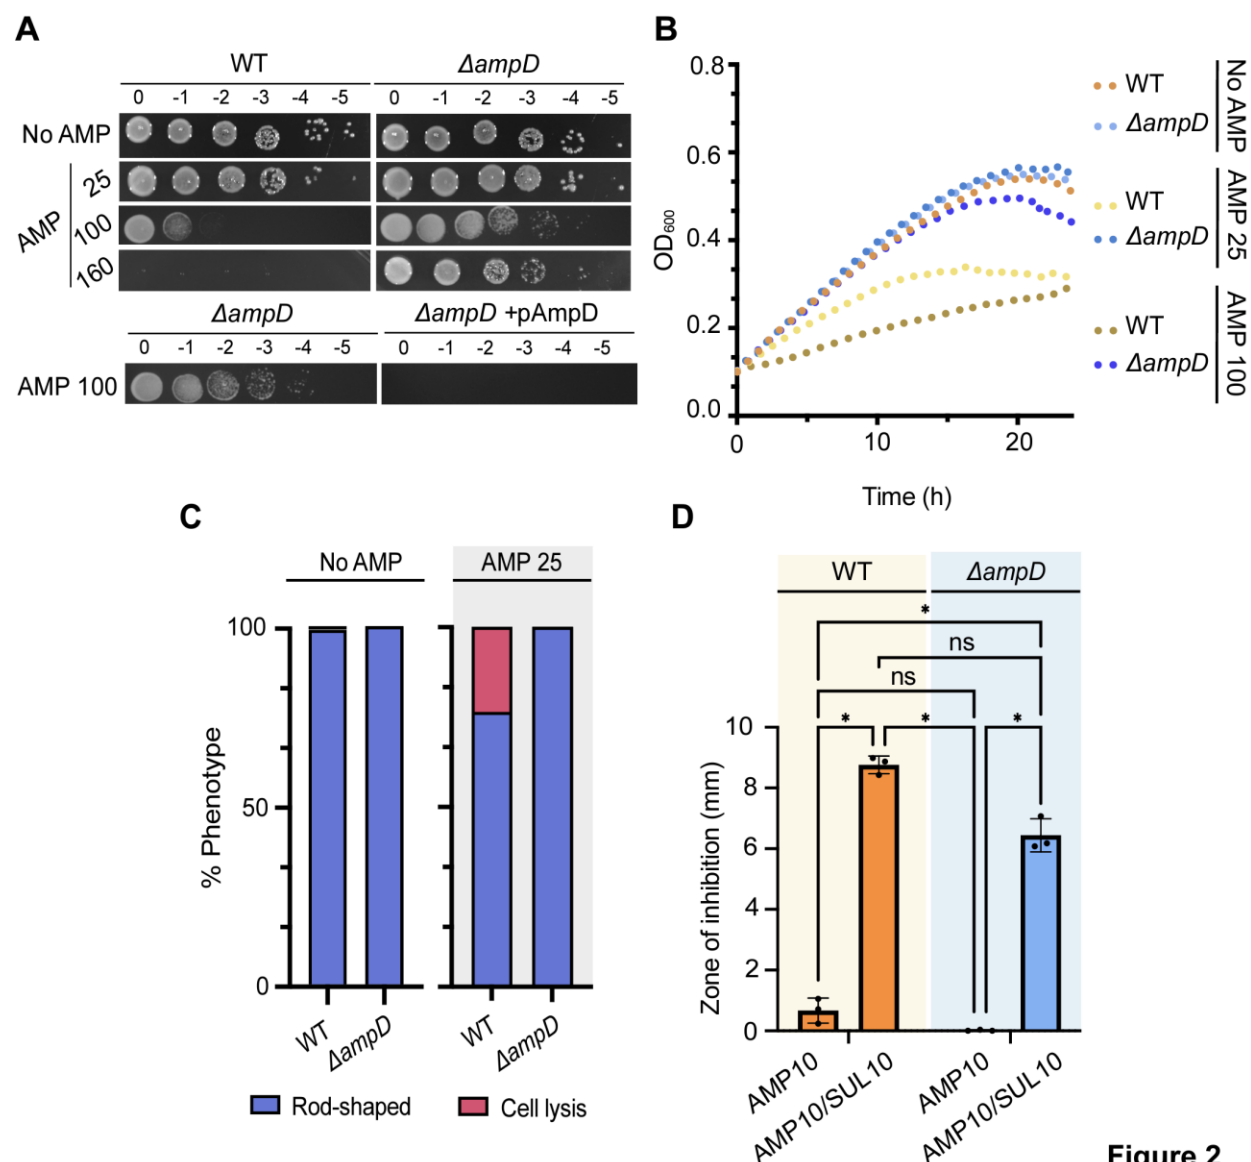 A
WT ΔampD
0 -1 -2 -3 -4 -5 0 -1 -2 -3 -4 -5
No AMP
AMP
25
100
160
ΔampD ΔampD +pAmpD
0 -1 -2 -3 -4 -5 0 -1 -2 -3 -4 -5
AMP 100
B
0.8
0.6
0.4
0.2
0.0
OD600
0 10 20
Time (h)
WT
ΔampD
No AMP
WT
ΔampD
AMP 25
WT
ΔampD
AMP 100
C
No AMP AMP 25
100
50
0
% Phenotype
WT ΔampD WT ΔampD
Rod-shaped Cell lysis
D
WT ΔampD
*
ns
ns
* * *
10
8
6
4
2
0
Zone of inhibition (mm)
AMP10 AMP10/SUL10 AMP10 AMP10/SUL10
Figure 2